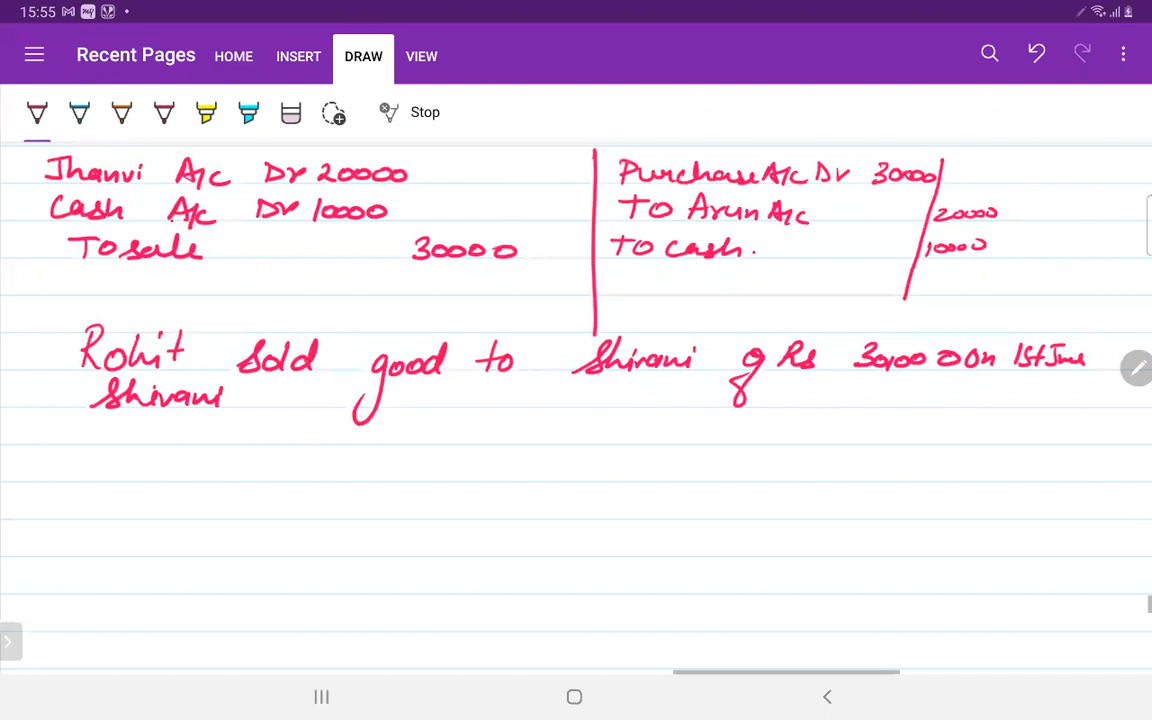 15:55
Recent Pages HOME INSERT DRAW VIEW
Stop
Jhanvi A/c Dr 20000
Cash A/c Dr 10000
To sale 30000
Purchase A/c Dr 30000
To Arun A/c 20000
To cash. 10000
Rohit sold good to Shivani of Rs 30,000 on 1st June
Shivani